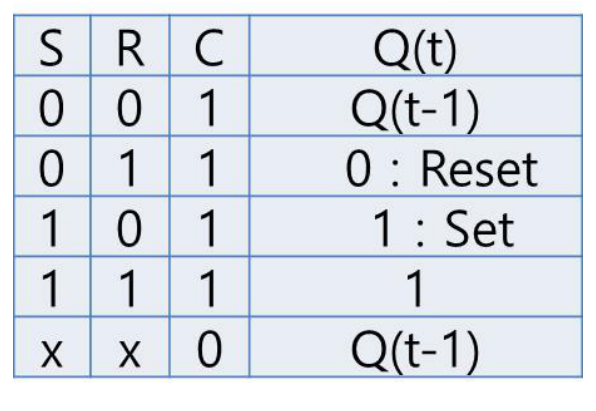 S R C Q(t)
0 0 1 Q(t-1)
0 1 1 0 : Reset
1 0 1 1 : Set
1 1 1 1
x x 0 Q(t-1)